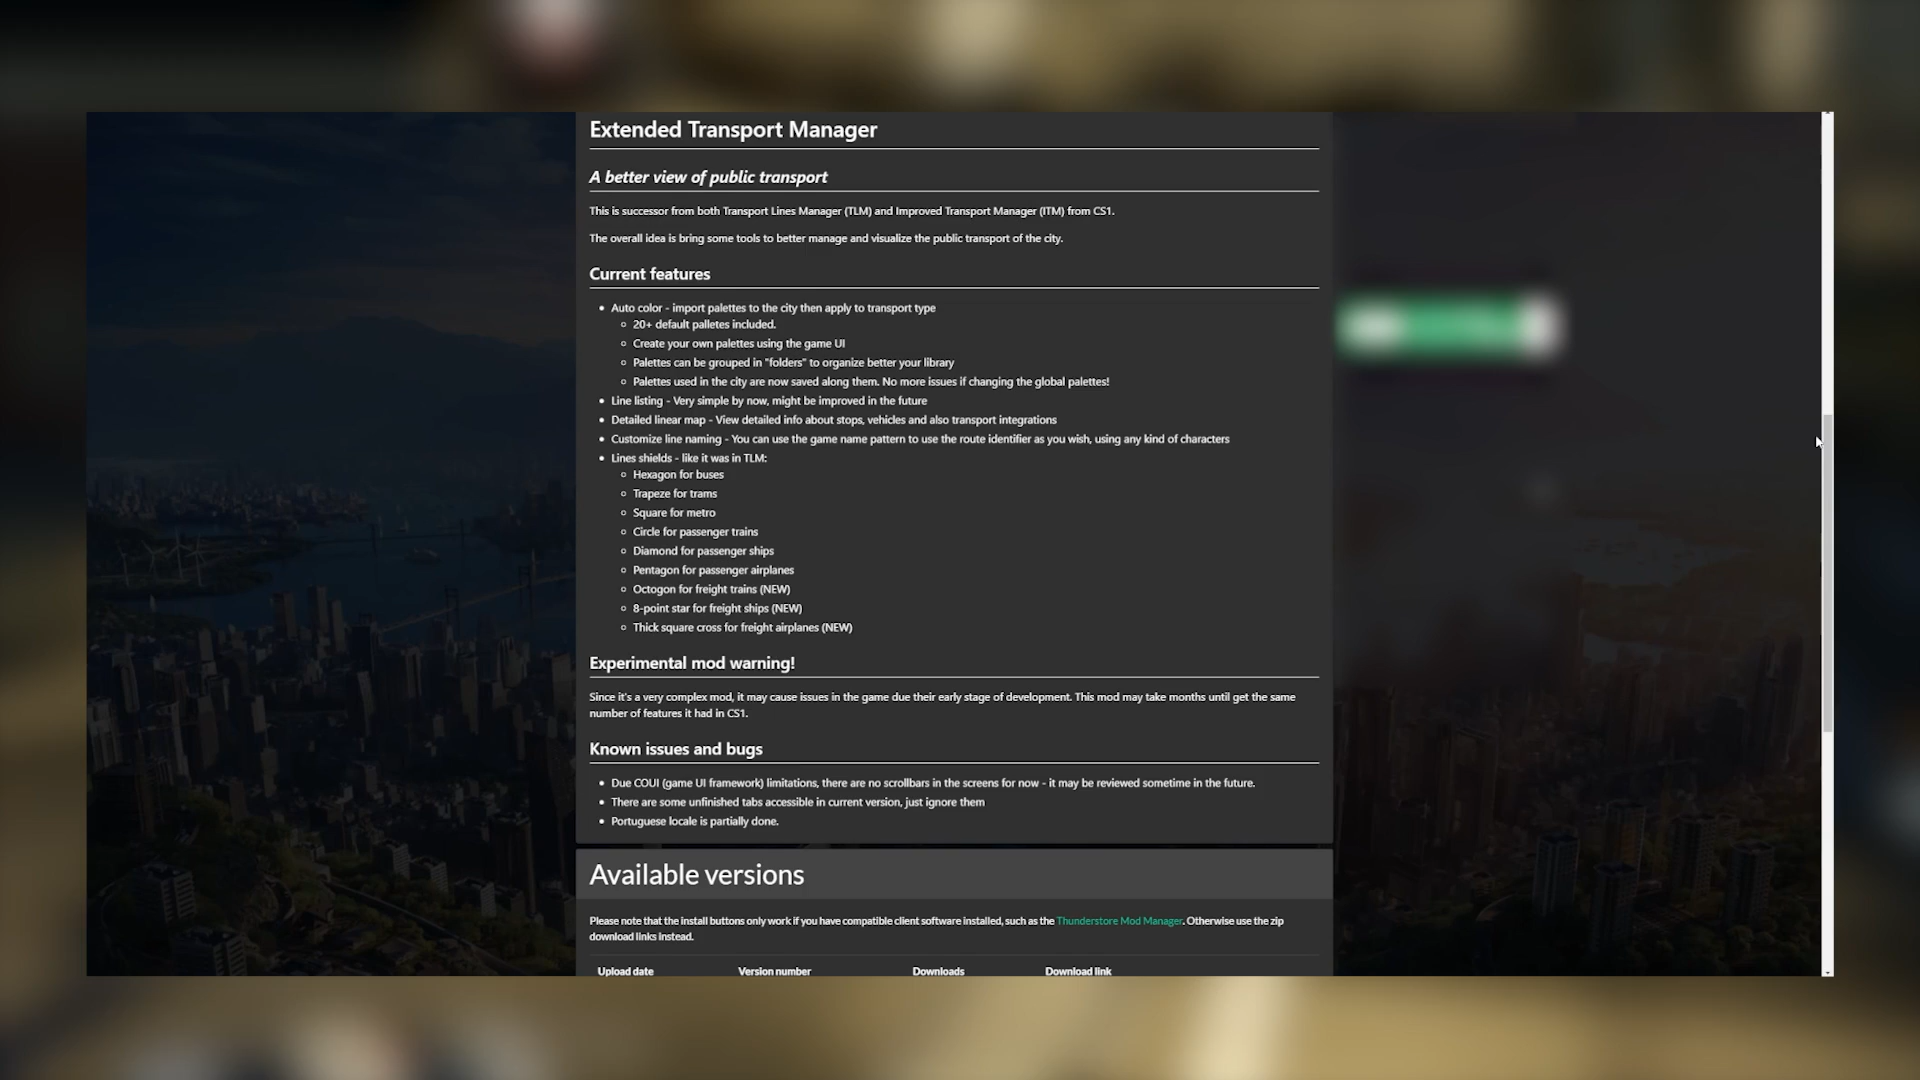 Extended Transport Manager
A better view of public transport
This is successor from both Transport Lines Manager (TLM) and Improved Transport Manager (ITM) from CS1.
The overall idea is bring some tools to better manage and visualize the public transport of the city.
Current features
Auto color - import palettes to the city then apply to transport type
20+ default palletes included.
Create your own palettes using the game UI
Palettes can be grouped in "folders" to organize better your library
Palettes used in the city are now saved along them. No more issues if changing the global palettes!
Line listing - Very simple by now, might be improved in the future
Detailed linear map - View detailed info about stops, vehicles and also transport integrations
Customize line naming - You can use the game name pattern to use the route identifier as you wish, using any kind of characters
Lines shields - like it was in TLM:
Hexagon for buses
Trapeze for trams
Square for metro
Circle for passenger trains
Diamond for passenger ships
Pentagon for passenger airplanes
Octogon for freight trains (NEW)
8-point star for freight ships (NEW)
Thick square cross for freight airplanes (NEW)
Experimental mod warning!
Since it's a very complex mod, it may cause issues in the game due their early stage of development. This mod may take months until get the same
number of features it had in CS1.
Known issues and bugs
Due COUI (game UI framework) limitations, there are no scrollbars in the screens for now - it may be reviewed sometime in the future.
There are some unfinished tabs accessible in current version, just ignore them
Portuguese locale is partially done.
Available versions
Please note that the install buttons only work if you have compatible client software installed, such as the Thunderstore Mod Manager. Otherwise use the zip
download links instead.
Upload date Version number Downloads Download link